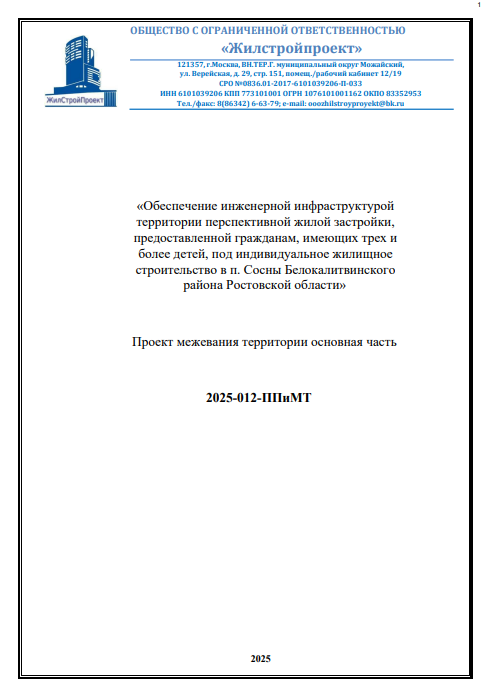 1
ОБЩЕСТВО С ОГРАНИЧЕННОЙ ОТВЕТСТВЕННОСТЬЮ
«Жилстройпроект»
121357, г.Москва, ВН.ТЕР.Г. муниципальный округ Можайский,
ул. Верейская, д. 29, стр. 151, помещ./рабочий кабинет 12/19
СРО №0836.01-2017-6101039206-П-033
ИНН 6101039206 КПП 773101001 ОГРН 1076101001162 ОКПО 83352953
Тел./факс: 8(86342) 6-63-79; e-mail: ooozhilstroyproyekt@bk.ru
ЖилСтройПроект
«Обеспечение инженерной инфраструктурой
территории перспективной жилой застройки,
предоставленной гражданам, имеющих трех и
более детей, под индивидуальное жилищное
строительство в п. Сосны Белокалитвинского
района Ростовской области»
Проект межевания территории основная часть
2025-012-ППиМТ
2025